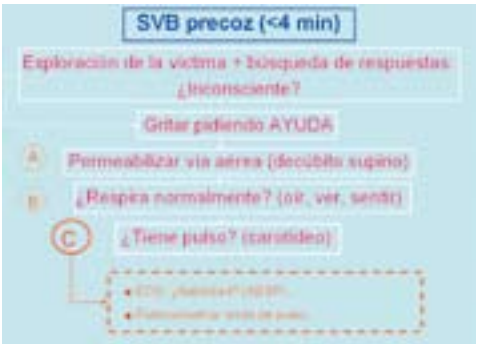 SVB precoz (<4 min)
Exploración de la víctima + búsqueda de respuestas
¿Inconsciente?
Gritar pidiendo AYUDA
A Permeabilizar vía aérea (decúbito supino)
B ¿Respira normalmente? (oír, ver, sentir)
C ¿Tiene pulso? (carotídeo)